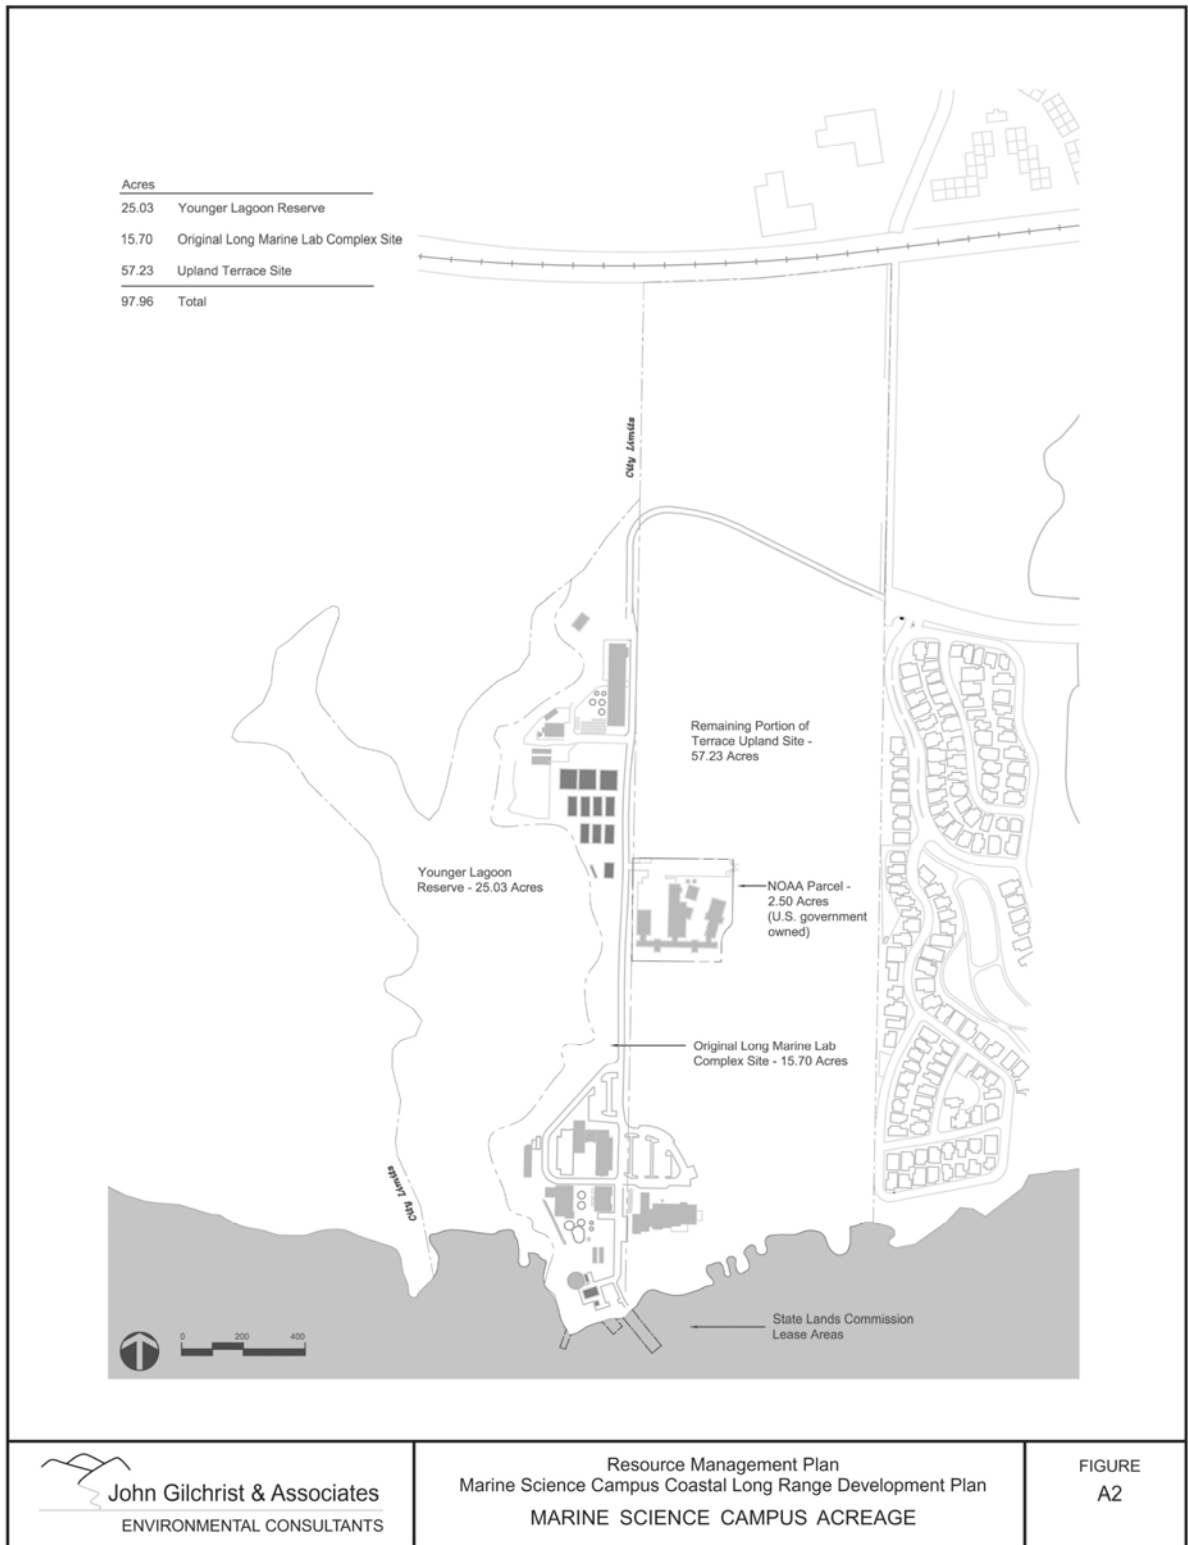 Acres
25.03 Younger Lagoon Reserve
15.70 Original Long Marine Lab Complex Site
57.23 Upland Terrace Site
97.96 Total
City Limits
Remaining Portion of
Terrace Upland Site -
57.23 Acres
Younger Lagoon
Reserve - 25.03 Acres
NOAA Parcel -
2.50 Acres
(U.S. government
owned)
Original Long Marine Lab
Complex Site - 15.70 Acres
City Limits
State Lands Commission
Lease Areas
0 200 400
John Gilchrist & Associates
ENVIRONMENTAL CONSULTANTS
Resource Management Plan
Marine Science Campus Coastal Long Range Development Plan
MARINE SCIENCE CAMPUS ACREAGE
FIGURE
A2